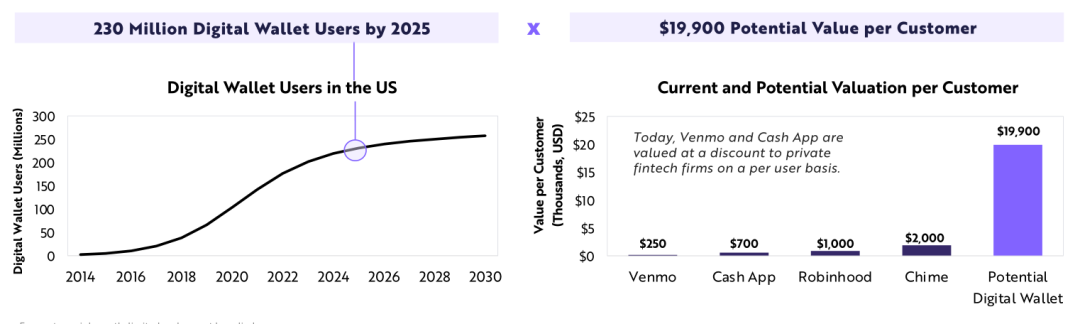 230 Million Digital Wallet Users by 2025
x
$19,900 Potential Value per Customer
Digital Wallet Users in the US
Digital Wallet Users (Millions)
300
250
200
150
100
50
0
2014 2016 2018 2020 2022 2024 2026 2028 2030
Current and Potential Valuation per Customer
Value per Customer
(Thousands, USD)
$25
$20
$15
$10
$5
$0
Today, Venmo and Cash App are
valued at a discount to private
fintech firms on a per user basis.
$250 $700 $1,000 $2,000 $19,900
Venmo Cash App Robinhood Chime Potential
Digital Wallet